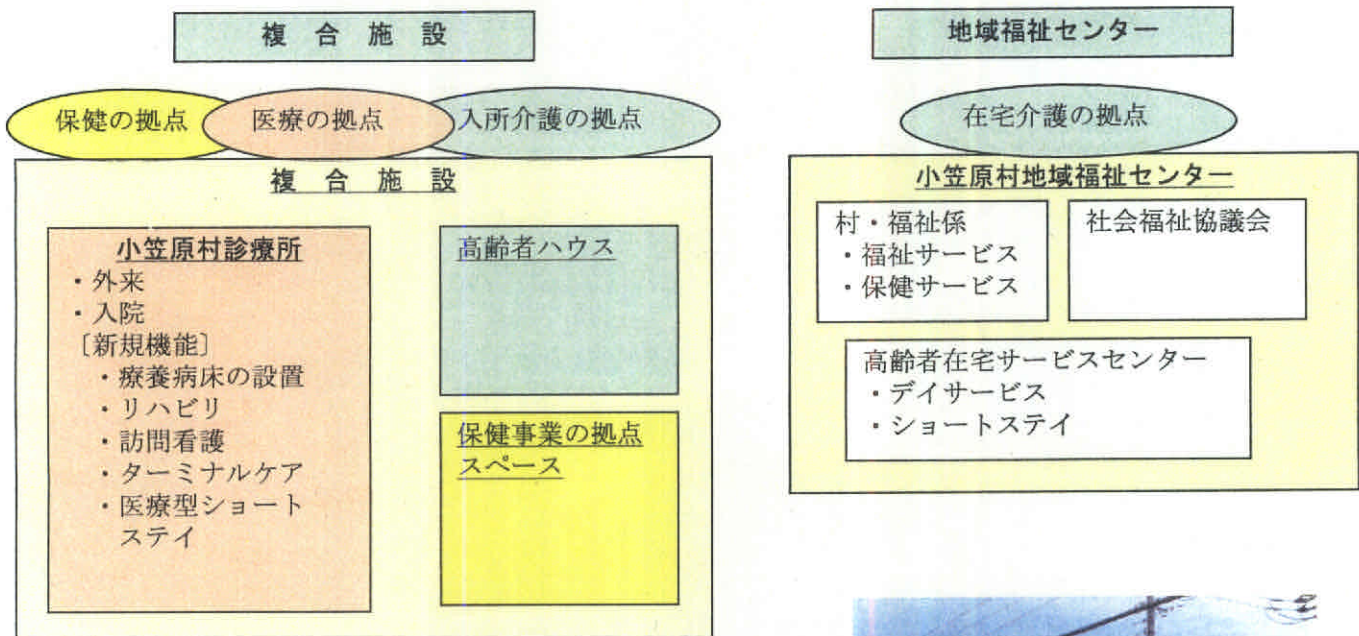 複合施設
保健の拠点
医療の拠点
入所介護の拠点
複合施設
小笠原村診療所
・外来
・入院
〔新規機能〕
・療養病床の設置
・リハビリ
・訪問看護
・ターミナルケア
・医療型ショート
ステイ
高齢者ハウス
保健事業の拠点
スペース
地域福祉センター
在宅介護の拠点
小笠原村地域福祉センター
村・福祉係
・福祉サービス
・保健サービス
社会福祉協議会
高齢者在宅サービスセンター
・デイサービス
・ショートステイ